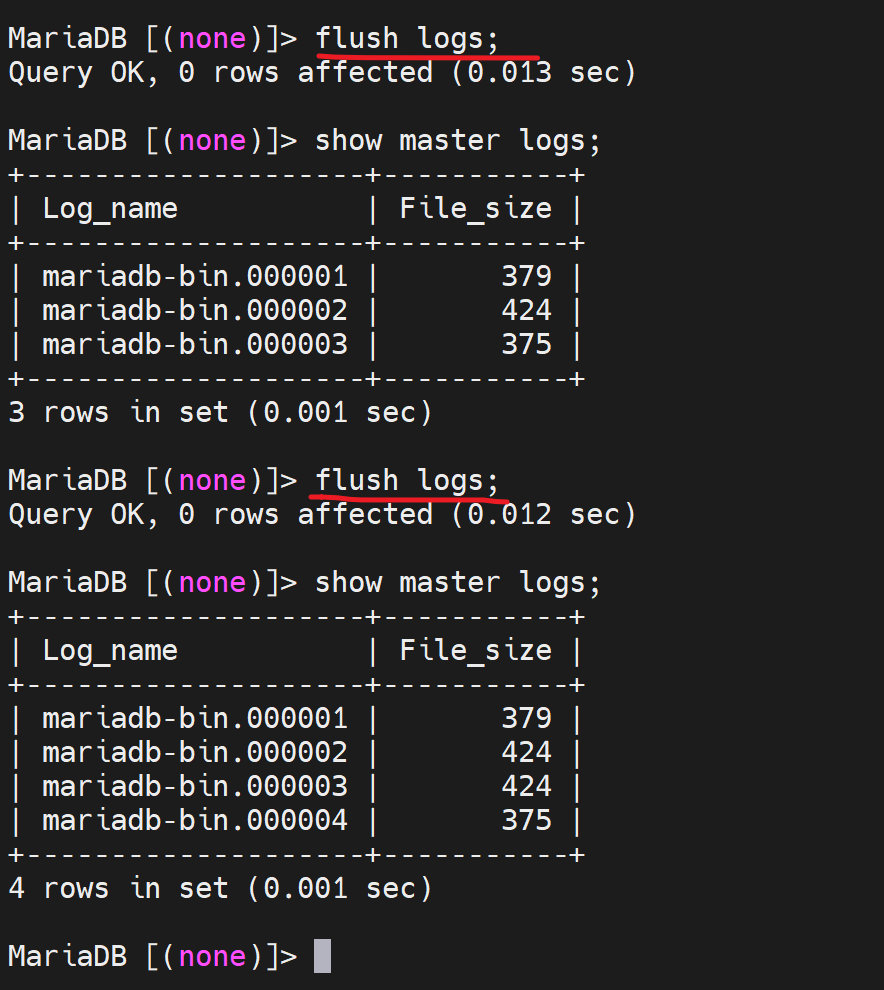 MariaDB [(none)]> flush logs;
Query OK, 0 rows affected (0.013 sec)
MariaDB [(none)]> show master logs;
+--------------------+-----------+
| Log_name           | File_size |
+--------------------+-----------+
| mariadb-bin.000001 |       379 |
| mariadb-bin.000002 |       424 |
| mariadb-bin.000003 |       375 |
+--------------------+-----------+
3 rows in set (0.001 sec)
MariaDB [(none)]> flush logs;
Query OK, 0 rows affected (0.012 sec)
MariaDB [(none)]> show master logs;
+--------------------+-----------+
| Log_name           | File_size |
+--------------------+-----------+
| mariadb-bin.000001 |       379 |
| mariadb-bin.000002 |       424 |
| mariadb-bin.000003 |       424 |
| mariadb-bin.000004 |       375 |
+--------------------+-----------+
4 rows in set (0.001 sec)
MariaDB [(none)]>